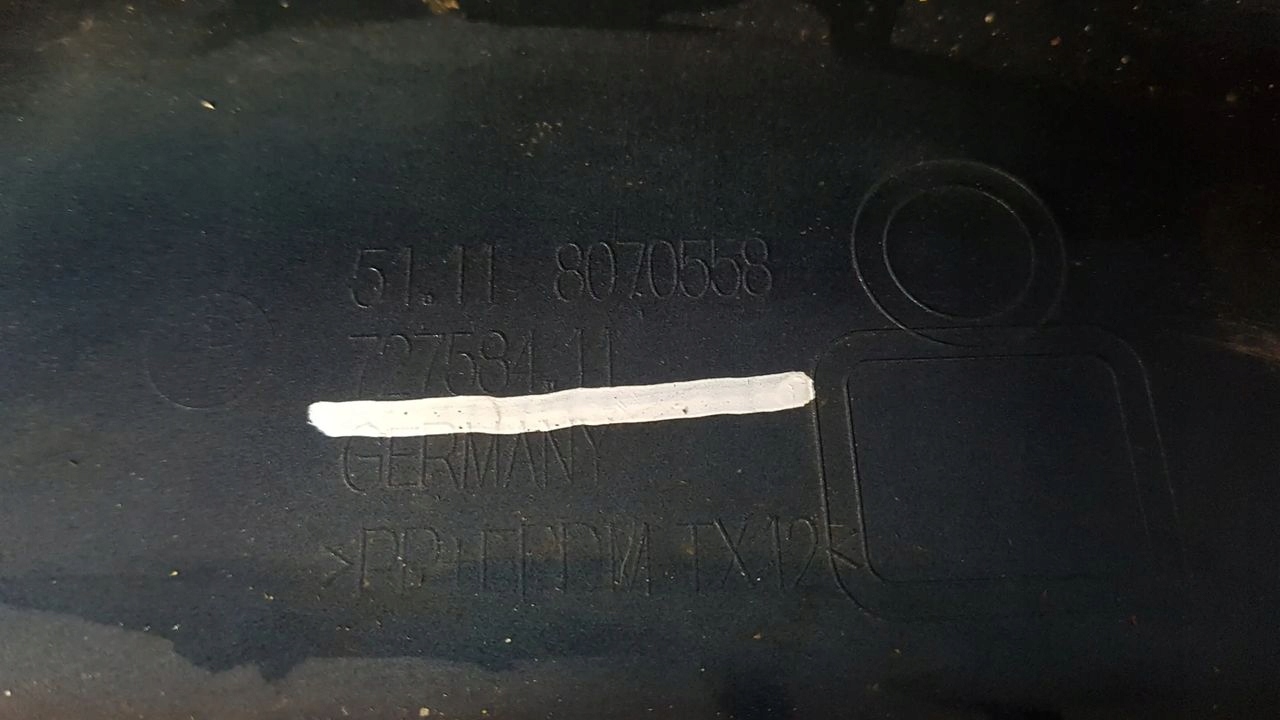 51.11 8070558
727584.11
GERMANY
>PP+EPDM TX12<